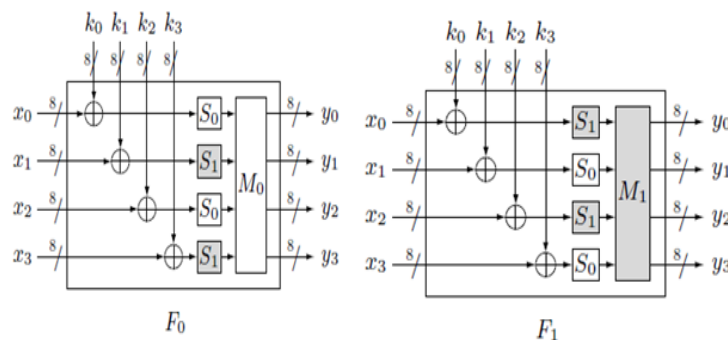 k₀ k₁ k₂ k₃
8 8 8 8
x₀ 8 S₀ 8 y₀
x₁ 8 S₁ 8 y₁
M₀
x₂ 8 S₀ 8 y₂
x₃ 8 S₁ 8 y₃
F₀
k₀ k₁ k₂ k₃
8 8 8 8
x₀ 8 S₁ 8 y₀
x₁ 8 S₀ 8 y₁
M₁
x₂ 8 S₁ 8 y₂
x₃ 8 S₀ 8 y₃
F₁